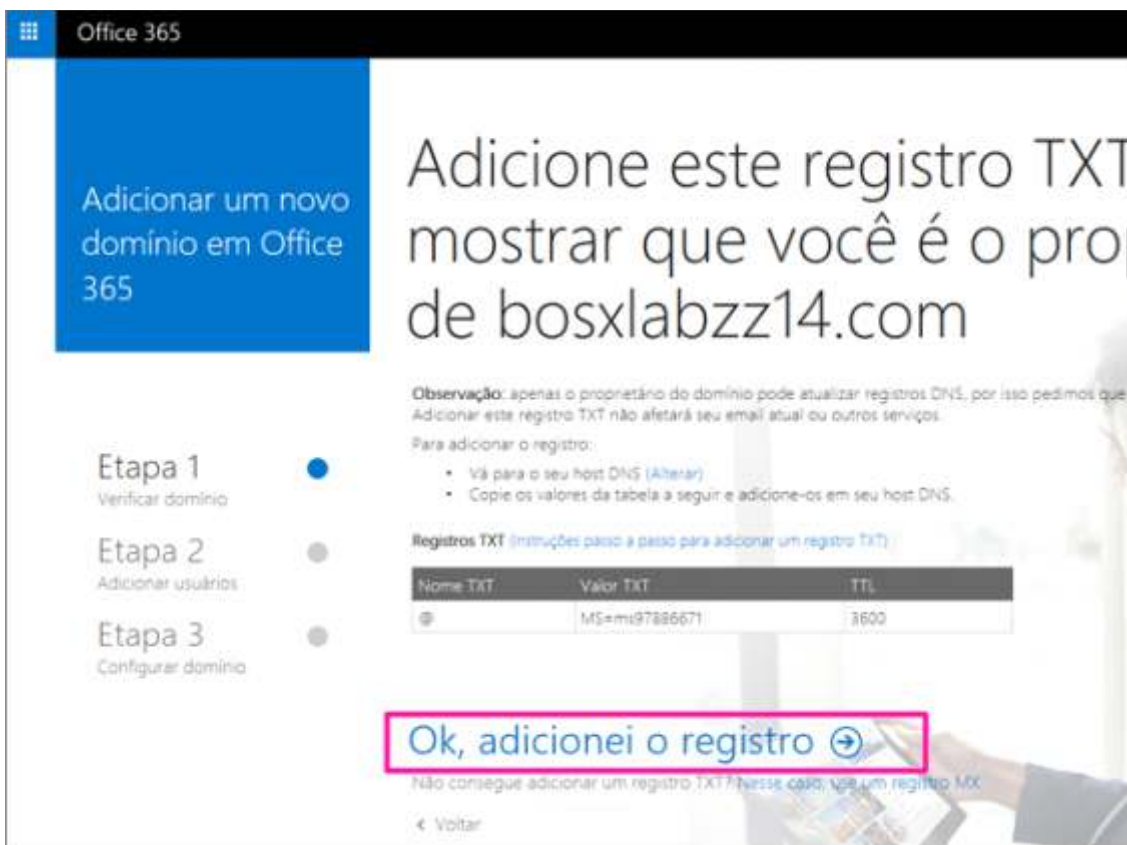 Office 365
Adicionar um novo
domínio em Office
365
Adicione este registro TXT
mostrar que você é o
de bosxlabzz14.com
Observação: apenas o proprietário do domínio pode atualizar registros DNS, por isso pedimos que
Adicionar este registro TXT não afetará seu email atual ou outros serviços.
Para adicionar o registro:
• Vá para o seu host DNS (Alterar)
• Copie os valores da tabela a seguir e adicione-os em seu host DNS.
Registros TXT (Instruções passo a passo para adicionar um registro TXT)
Nome TXT Valor TXT TTL
@ MS=ms97886671 3600
Etapa 1
Verificar domínio
Etapa 2
Adicionar usuários
Etapa 3
Configurar domínio
Ok, adicionei o registro
Não consegue adicionar um registro TXT? Nesse caso, use um registro MX
< Voltar